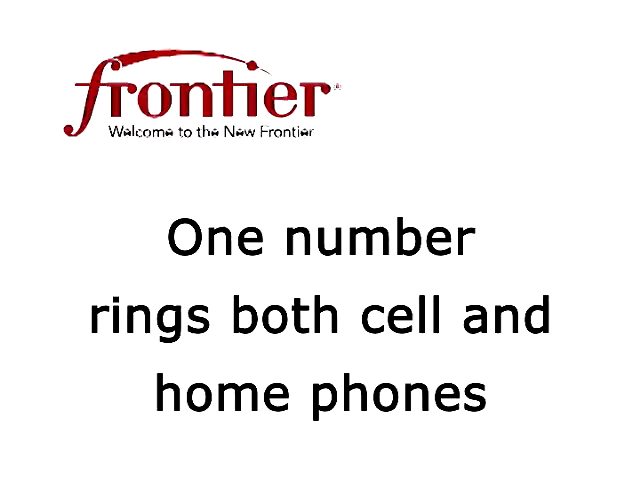 frontier®
Welcome to the New Frontier
One number
rings both cell and
home phones